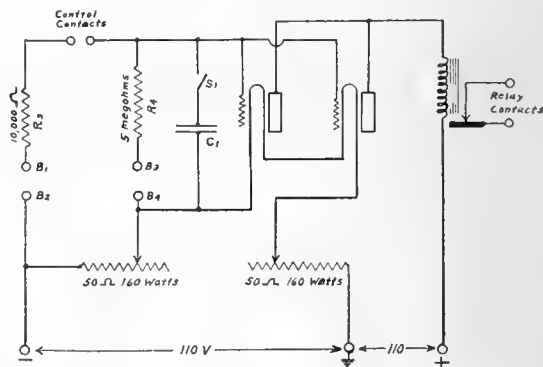 Control
Contacts
10,000 Ω
R3
5 megohms
R4
S1
C1
B1
B2
B3
B4
Relay
Contacts
50 Ω 160 Watts
50 Ω 160 Watts
110 V
110
−
+